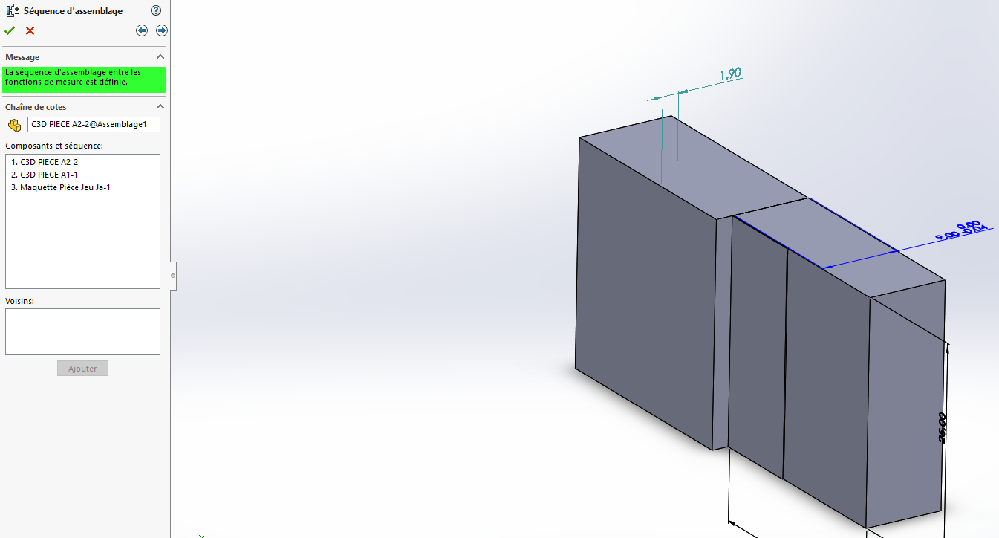 Séquence d'assemblage
Message
La séquence d'assemblage entre les
fonctions de mesure est définie.
Chaîne de cotes
C3D PIECE A2-2@Assemblage1
Composants et séquence:
1. C3D PIECE A2-2
2. C3D PIECE A1-1
3. Maquette Pièce Jeu Ja-1
Voisins:
Ajouter
1,90
0,00
9,00 -0,04
25,00